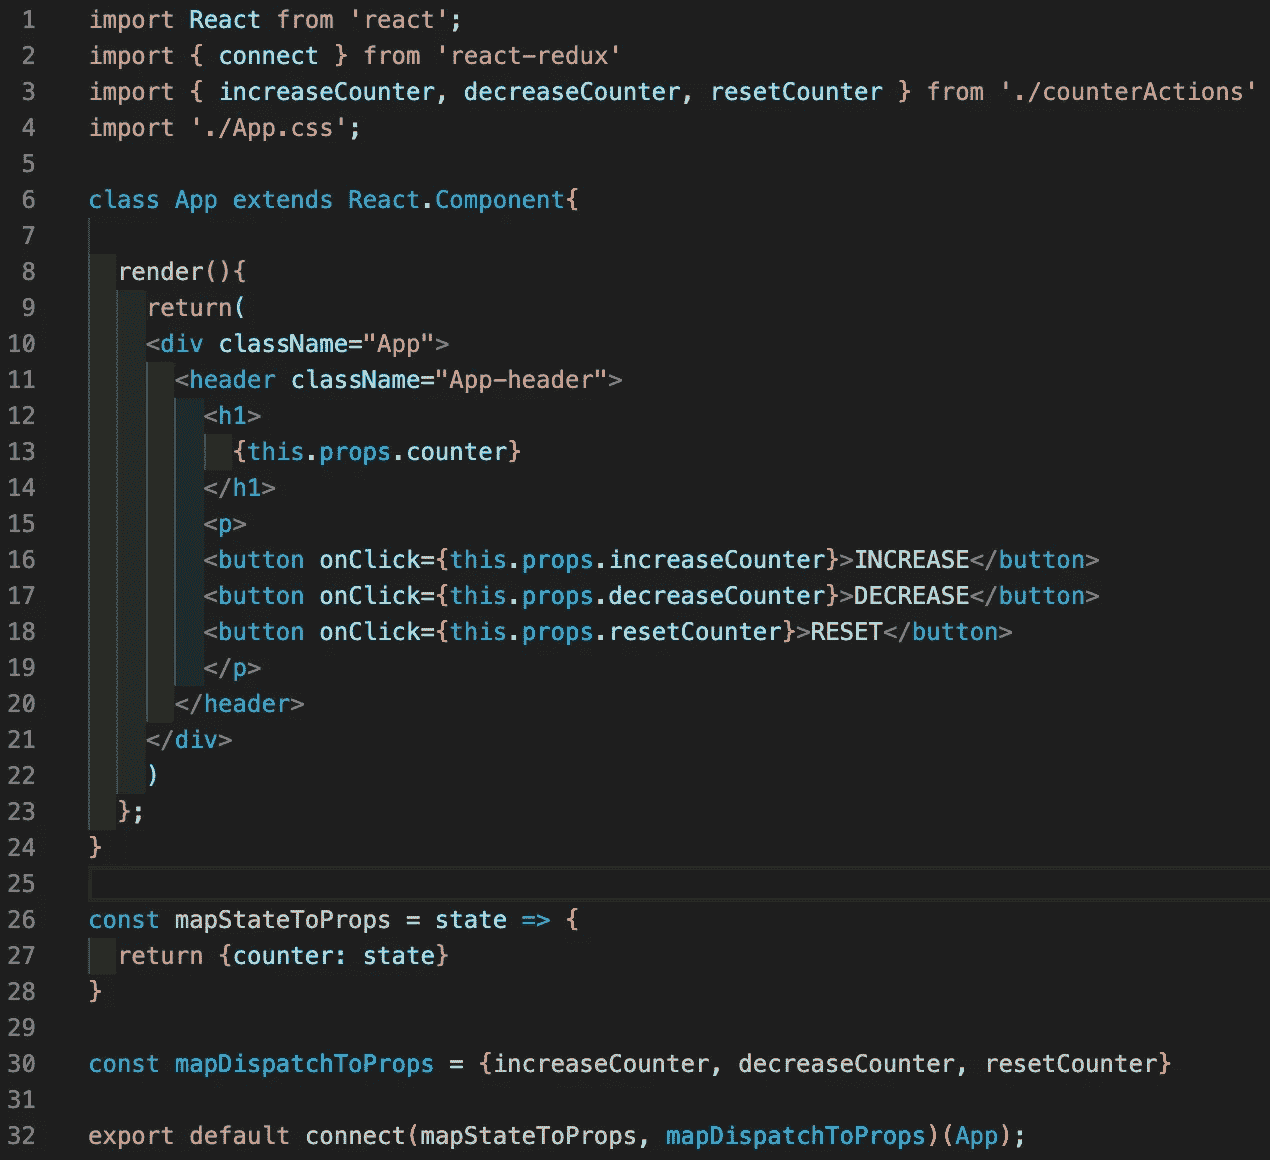 1 import React from 'react';
2 import { connect } from 'react-redux'
3 import { increaseCounter, decreaseCounter, resetCounter } from './counterActions'
4 import './App.css';
5
6 class App extends React.Component{
7
8 render(){
9 return(
10 <div className="App">
11 <header className="App-header">
12 <h1>
13 {this.props.counter}
14 </h1>
15 <p>
16 <button onClick={this.props.increaseCounter}>INCREASE</button>
17 <button onClick={this.props.decreaseCounter}>DECREASE</button>
18 <button onClick={this.props.resetCounter}>RESET</button>
19 </p>
20 </header>
21 </div>
22 )
23 };
24 }
25
26 const mapStateToProps = state => {
27 return {counter: state}
28 }
29
30 const mapDispatchToProps = {increaseCounter, decreaseCounter, resetCounter}
31
32 export default connect(mapStateToProps, mapDispatchToProps)(App);